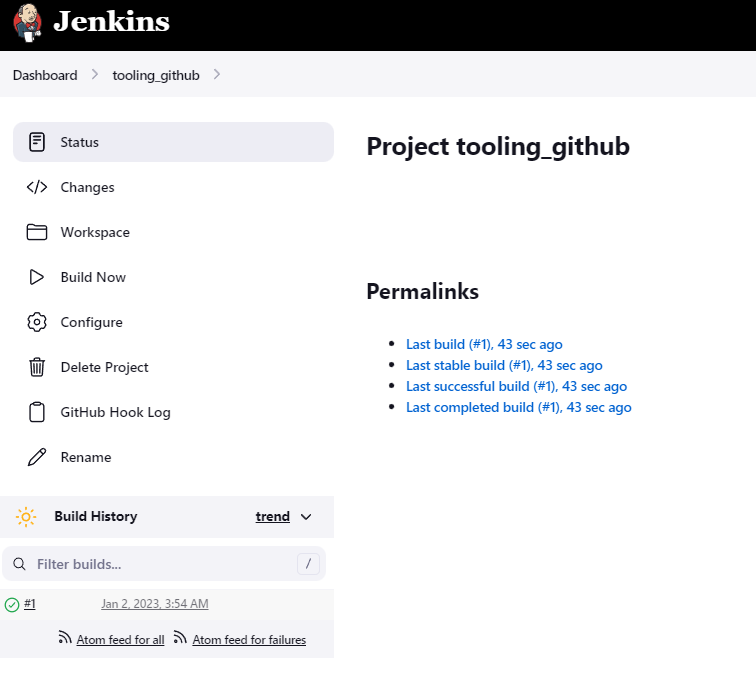 Jenkins
Dashboard
tooling_github
Status
Changes
Workspace
Build Now
Configure
Delete Project
GitHub Hook Log
Rename
Build History
trend
Filter builds...
/
#1
Jan 2, 2023, 3:54 AM
Atom feed for all
Atom feed for failures
Project tooling_github
Permalinks
Last build (#1), 43 sec ago
Last stable build (#1), 43 sec ago
Last successful build (#1), 43 sec ago
Last completed build (#1), 43 sec ago